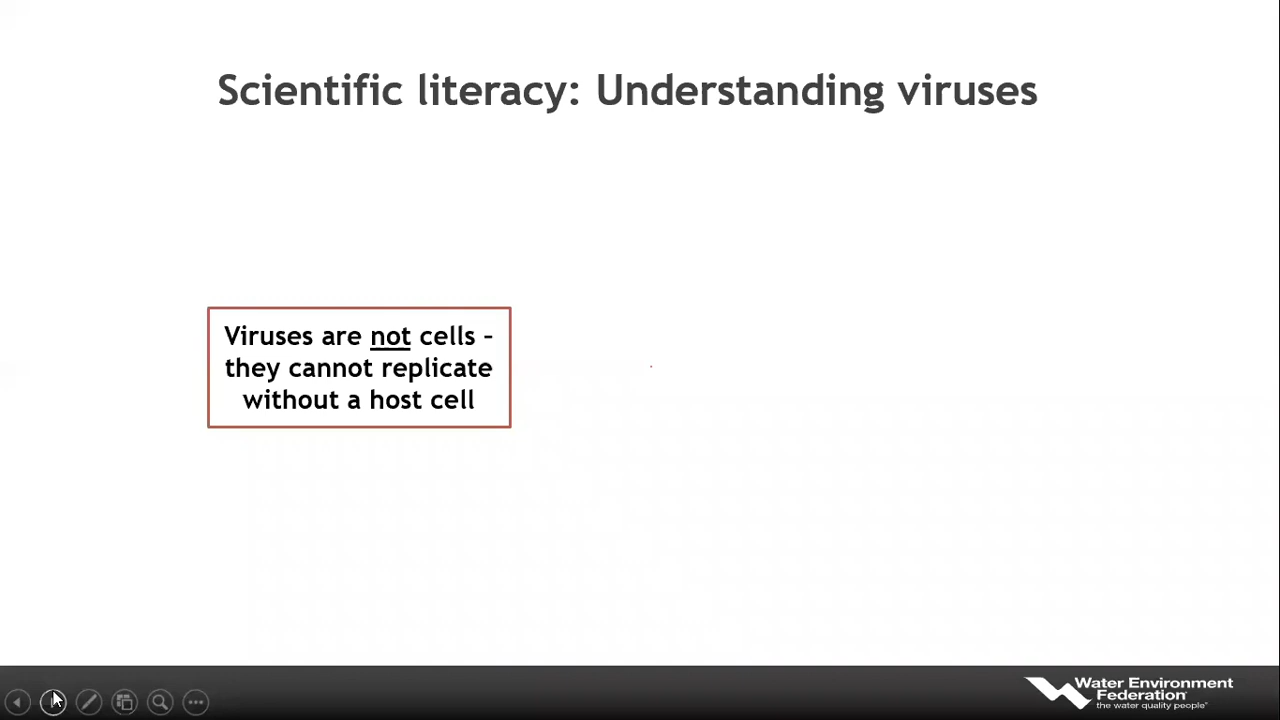 Scientific literacy: Understanding viruses
Viruses are not cells –
they cannot replicate
without a host cell
Water Environment
Federation
the water quality people®